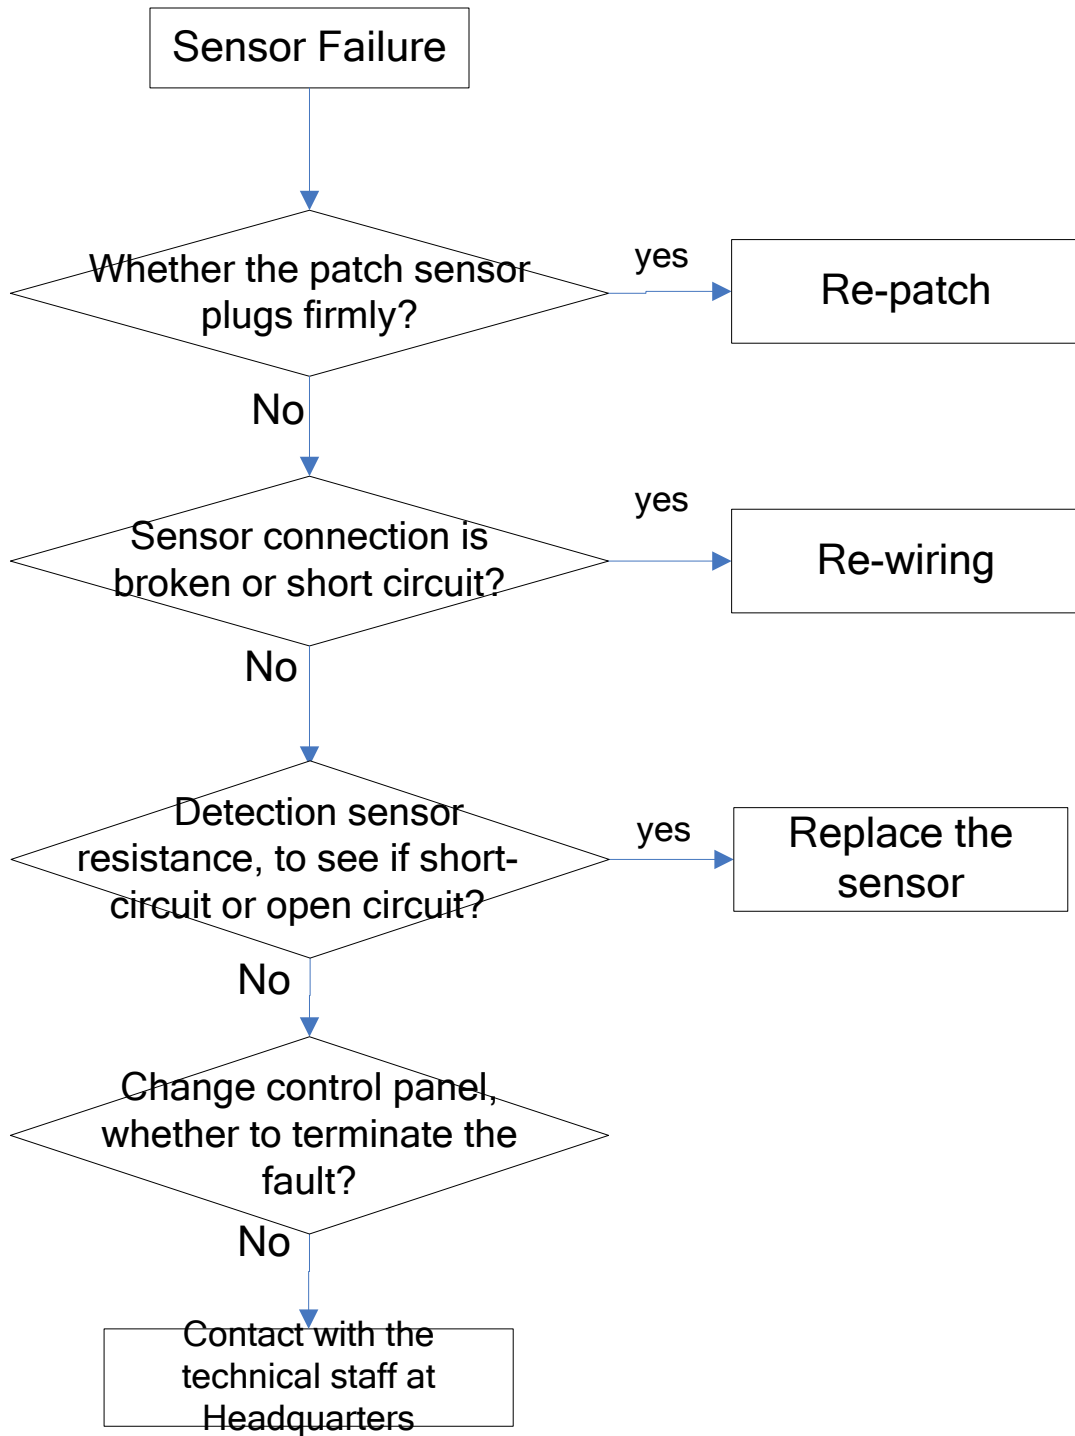 Sensor Failure
Whether the patch sensor
plugs firmly?
yes
Re-patch
No
Sensor connection is
broken or short circuit?
yes
Re-wiring
No
Detection sensor
resistance, to see if short-
circuit or open circuit?
yes
Replace the
sensor
No
Change control panel,
whether to terminate the
fault?
No
Contact with the
technical staff at
Headquarters